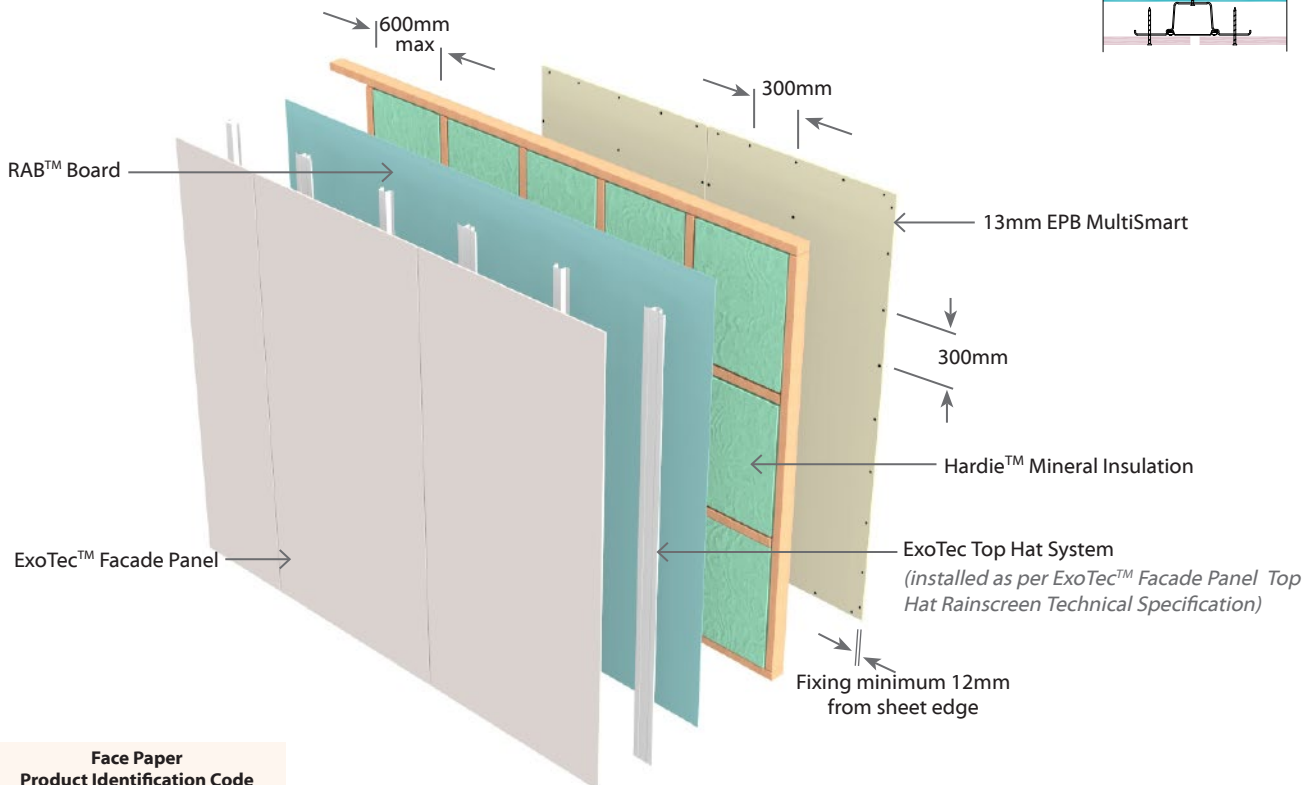 600mm
max
300mm
RAB™ Board
13mm EPB MultiSmart
300mm
Hardie™ Mineral Insulation
ExoTec™ Facade Panel
ExoTec Top Hat System
(installed as per ExoTec™ Facade Panel Top
Hat Rainscreen Technical Specification)
Fixing minimum 12mm
from sheet edge
Face Paper
Product Identification Code